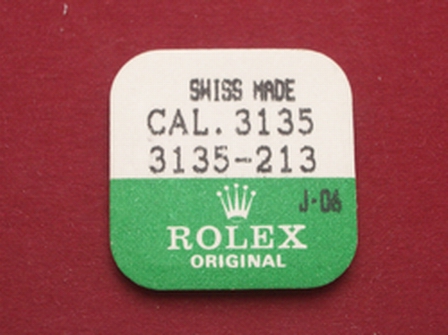 SWISS MADE
CAL. 3135
3135-213
J-06
ROLEX
ORIGINAL